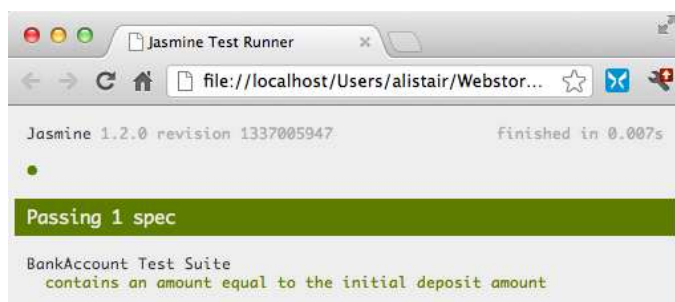 Jasmine Test Runner
file://localhost/Users/alistair/Webstor...
Jasmine 1.2.0 revision 1337005947 finished in 0.007s
Passing 1 spec
BankAccount Test Suite
contains an amount equal to the initial deposit amount